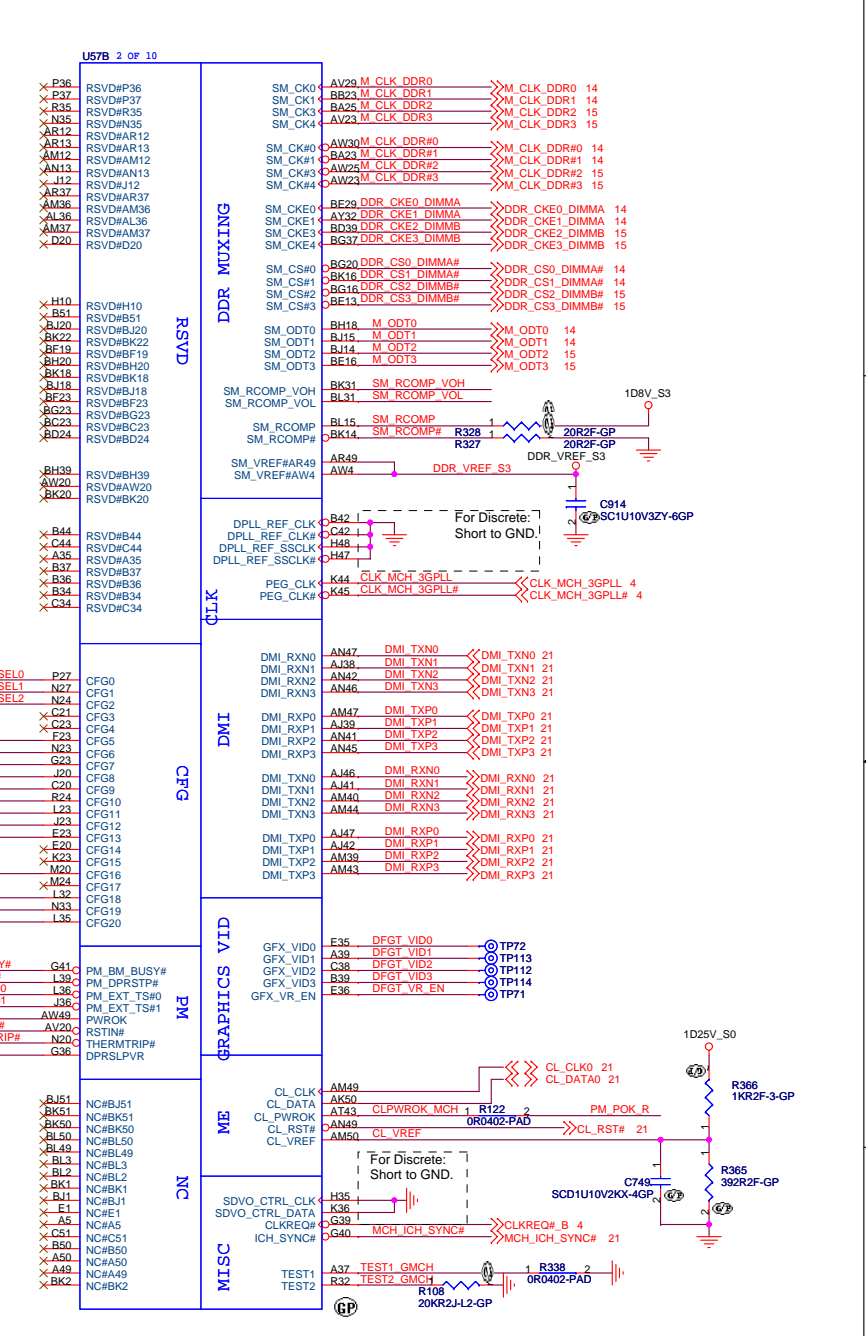 U57B 2 OF 10
P36 RSVD#P36
P37 RSVD#P37
R35 RSVD#R35
N35 RSVD#N35
AR12 RSVD#AR12
AR13 RSVD#AR13
AM12 RSVD#AM12
AN13 RSVD#AN13
J12 RSVD#J12
AR37 RSVD#AR37
AM36 RSVD#AM36
AL36 RSVD#AL36
AM37 RSVD#AM37
D20 RSVD#D20
H10 RSVD#H10
B51 RSVD#B51
BJ20 RSVD#BJ20
BK22 RSVD#BK22
BF19 RSVD#BF19
BH20 RSVD#BH20
BK18 RSVD#BK18
BJ18 RSVD#BJ18
BF23 RSVD#BF23
BG23 RSVD#BG23
BC23 RSVD#BC23
BD24 RSVD#BD24
BH39 RSVD#BH39
AW20 RSVD#AW20
BK20 RSVD#BK20
B44 RSVD#B44
C44 RSVD#C44
A35 RSVD#A35
B37 RSVD#B37
B36 RSVD#B36
B34 RSVD#B34
C34 RSVD#C34
RSVD
SEL0 P27 CFG0
SEL1 N27 CFG1
SEL2 N24 CFG2
C21 CFG3
C23 CFG4
F23 CFG5
N23 CFG6
G23 CFG7
J20 CFG8
C20 CFG9
R24 CFG10
L23 CFG11
J23 CFG12
E23 CFG13
E20 CFG14
K23 CFG15
M20 CFG16
M24 CFG17
L32 CFG18
N33 CFG19
L35 CFG20
CFG
Y# G41 PM_BM_BUSY#
L39 PM_DPRSTP#
0 L36 PM_EXT_TS#0
1 J36 PM_EXT_TS#1
AW49 PWROK
# AV20 RSTIN#
RIP# N20 THERMTRIP#
G36 DPRSLPVR
PM
BJ51 NC#BJ51
BK51 NC#BK51
BK50 NC#BK50
BL50 NC#BL50
BL49 NC#BL49
BL3 NC#BL3
BL2 NC#BL2
BK1 NC#BK1
BJ1 NC#BJ1
E1 NC#E1
A5 NC#A5
C51 NC#C51
B50 NC#B50
A50 NC#A50
A49 NC#A49
BK2 NC#BK2
NC
DDR MUXING
SM_CK0 AV29 M_CLK_DDR0 M_CLK_DDR0 14
SM_CK1 BB23 M_CLK_DDR1 M_CLK_DDR1 14
SM_CK3 BA25 M_CLK_DDR2 M_CLK_DDR2 15
SM_CK4 AV23 M_CLK_DDR3 M_CLK_DDR3 15
SM_CK#0 AW30 M_CLK_DDR#0 M_CLK_DDR#0 14
SM_CK#1 BA23 M_CLK_DDR#1 M_CLK_DDR#1 14
SM_CK#3 AW25 M_CLK_DDR#2 M_CLK_DDR#2 15
SM_CK#4 AW23 M_CLK_DDR#3 M_CLK_DDR#3 15
SM_CKE0 BE29 DDR_CKE0_DIMMA DDR_CKE0_DIMMA 14
SM_CKE1 AY32 DDR_CKE1_DIMMA DDR_CKE1_DIMMA 14
SM_CKE3 BD39 DDR_CKE2_DIMMB DDR_CKE2_DIMMB 15
SM_CKE4 BG37 DDR_CKE3_DIMMB DDR_CKE3_DIMMB 15
SM_CS#0 BG20 DDR_CS0_DIMMA# DDR_CS0_DIMMA# 14
SM_CS#1 BK16 DDR_CS1_DIMMA# DDR_CS1_DIMMA# 14
SM_CS#2 BG16 DDR_CS2_DIMMB# DDR_CS2_DIMMB# 15
SM_CS#3 BE13 DDR_CS3_DIMMB# DDR_CS3_DIMMB# 15
SM_ODT0 BH18 M_ODT0 M_ODT0 14
SM_ODT1 BJ15 M_ODT1 M_ODT1 14
SM_ODT2 BJ14 M_ODT2 M_ODT2 15
SM_ODT3 BE16 M_ODT3 M_ODT3 15
SM_RCOMP_VOH BK31 SM_RCOMP_VOH
SM_RCOMP_VOL BL31 SM_RCOMP_VOL
1D8V_S3
SM_RCOMP BL15 SM_RCOMP R328 1 20R2F-GP
SM_RCOMP# BK14 SM_RCOMP# R327 1 2 20R2F-GP
DDR_VREF_S3
SM_VREF#AR49 AR49
SM_VREF#AW4 AW4 DDR_VREF_S3
1 2 C914
SC1U10V3ZY-6GP
G/P
CLK
DPLL_REF_CLK B42
DPLL_REF_CLK# C42
DPLL_REF_SSCLK H48
DPLL_REF_SSCLK# H47
For Discrete:
Short to GND.
PEG_CLK K44 CLK_MCH_3GPLL CLK_MCH_3GPLL 4
PEG_CLK# K45 CLK_MCH_3GPLL# CLK_MCH_3GPLL# 4
DMI
DMI_RXN0 AN47 DMI_TXN0 DMI_TXN0 21
DMI_RXN1 AJ38 DMI_TXN1 DMI_TXN1 21
DMI_RXN2 AN42 DMI_TXN2 DMI_TXN2 21
DMI_RXN3 AN46 DMI_TXN3 DMI_TXN3 21
DMI_RXP0 AM47 DMI_TXP0 DMI_TXP0 21
DMI_RXP1 AJ39 DMI_TXP1 DMI_TXP1 21
DMI_RXP2 AN41 DMI_TXP2 DMI_TXP2 21
DMI_RXP3 AN45 DMI_TXP3 DMI_TXP3 21
DMI_TXN0 AJ46 DMI_RXN0 DMI_RXN0 21
DMI_TXN1 AJ41 DMI_RXN1 DMI_RXN1 21
DMI_TXN2 AM40 DMI_RXN2 DMI_RXN2 21
DMI_TXN3 AM44 DMI_RXN3 DMI_RXN3 21
DMI_TXP0 AJ47 DMI_RXP0 DMI_RXP0 21
DMI_TXP1 AJ42 DMI_RXP1 DMI_RXP1 21
DMI_TXP2 AM39 DMI_RXP2 DMI_RXP2 21
DMI_TXP3 AM43 DMI_RXP3 DMI_RXP3 21
GRAPHICS VID
GFX_VID0 E35 DFGT_VID0 TP72
GFX_VID1 A39 DFGT_VID1 TP113
GFX_VID2 C38 DFGT_VID2 TP112
GFX_VID3 B39 DFGT_VID3 TP114
GFX_VR_EN E36 DFGT_VR_EN TP71
ME
1D25V_S0
CL_CLK AM49 CL_CLK0 21
CL_DATA AK50 CL_DATA0 21
CL_PWROK AT43 CLPWROK_MCH 1 R122 2 PM_POK_R
0R0402-PAD
CL_RST# AN49 CL_RST# 21
CL_VREF AM50 CL_VREF
R366
1KR2F-3-GP
1
1 R365
392R2F-GP
2 G/P
1 C749
SCD1U10V2KX-4GP
2 G/P
MISC
For Discrete:
Short to GND.
SDVO_CTRL_CLK H35
SDVO_CTRL_DATA K36
CLKREQ# G39 CLKREQ#_B 4
ICH_SYNC# G40 MCH_ICH_SYNC# MCH_ICH_SYNC# 21
TEST1 A37 TEST1_GMCH 1 R338 2
0R0402-PAD
TEST2 R32 TEST2_GMCH
R108
20KR2J-L2-GP
GP